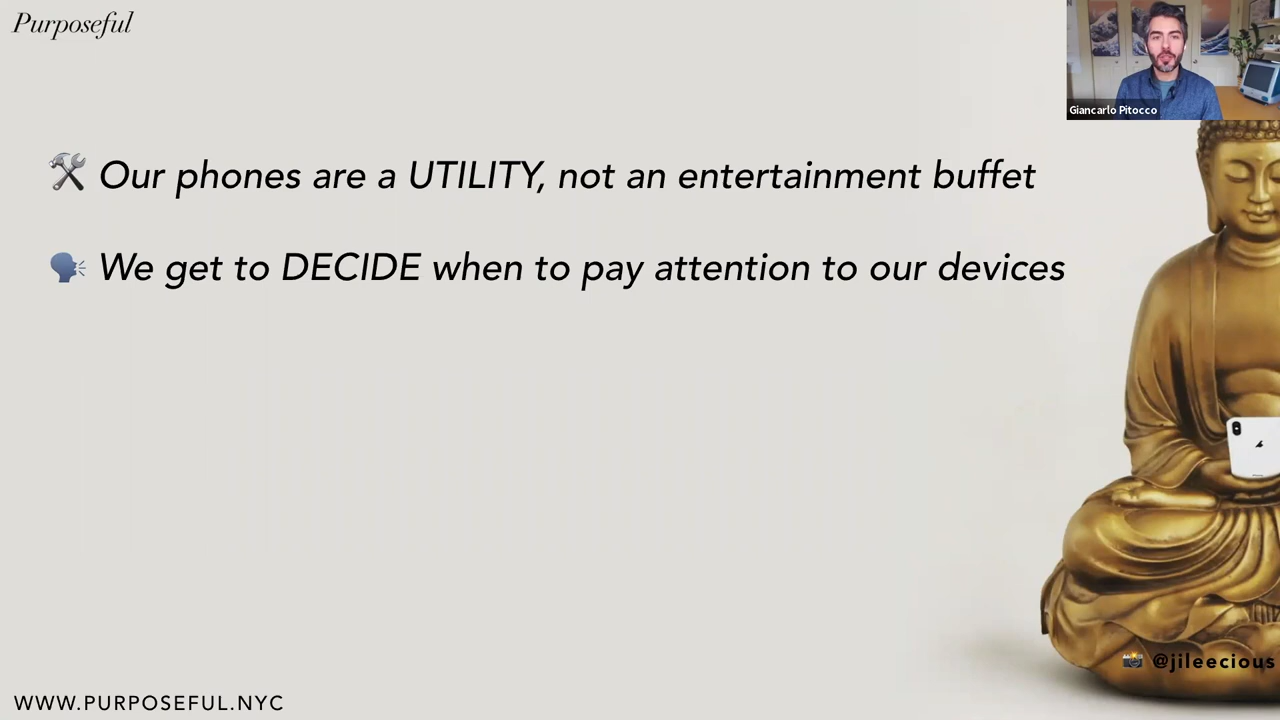 Purposeful
Giancarlo Pitocco
🛠 Our phones are a UTILITY, not an entertainment buffet
🗣 We get to DECIDE when to pay attention to our devices
📸 @jileecious
WWW.PURPOSEFUL.NYC